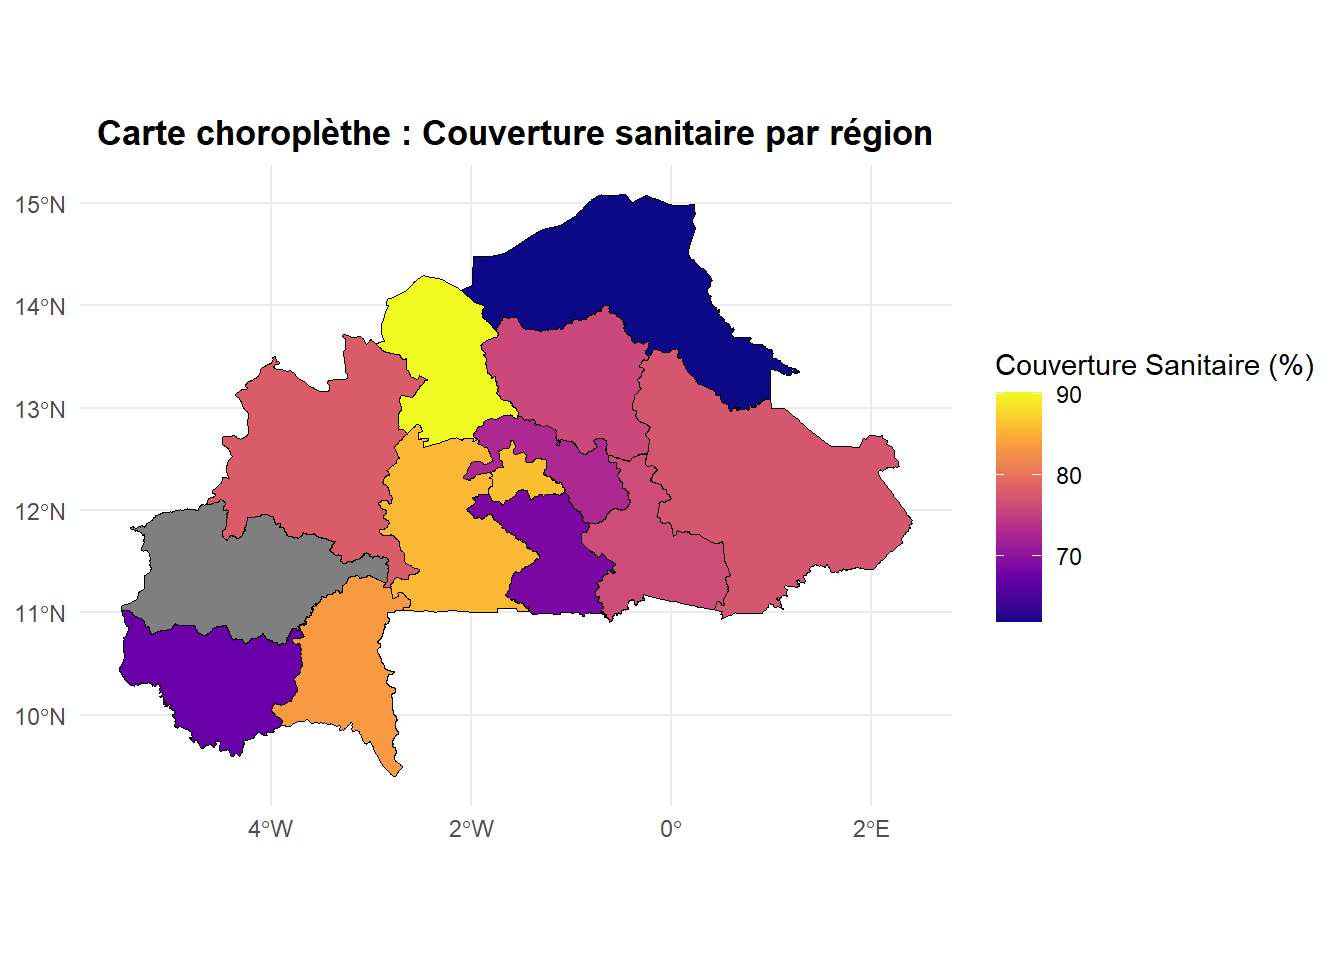 Carte choroplèthe : Couverture sanitaire par région
15°N
14°N
13°N
12°N
11°N
10°N
4°W
2°W
0°
2°E
Couverture Sanitaire (%)
90
80
70